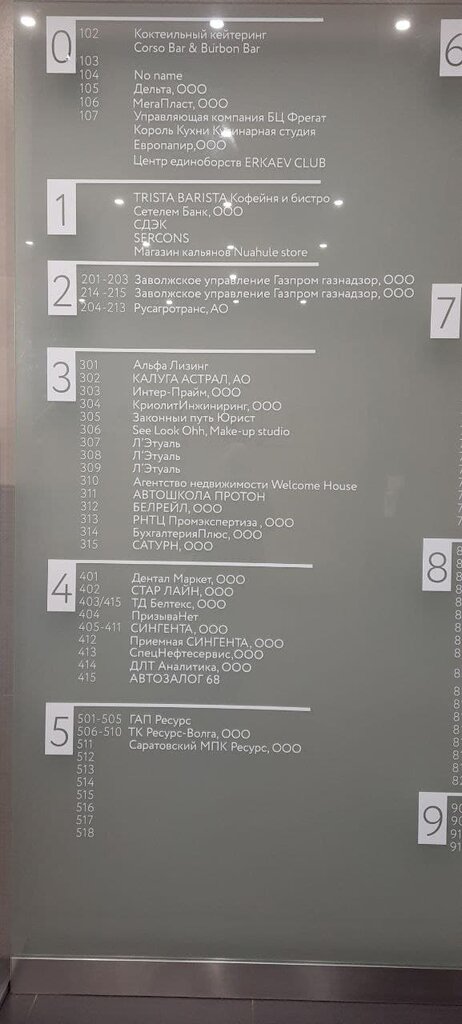 0
102 Коктеильный кейтеринг
Corso Bar & Burbon Bar
103
104 No name
105 Дельта, ООО
106 МегаПласт, ООО
107 Управляющая компания БЦ Фрегат
Король Кухни Кулинарная студия
Европапир,ООО
Центр единоборств ERKAEV CLUB
1
TRISTA BARISTA Кофейня и бистро
Сетелем Банк, ООО
СДЭК
SERCONS
Магазин кальянов Nuahule store
2
201-203 Заволжское управление Газпром газнадзор, ООО
214 -215 Заволжское управление Газпром газнадзор, ООО
204-213 Русагротранс, АО
3
301 Альфа Лизинг
302 КАЛУГА АСТРАЛ, АО
303 Интер-Прайм, ООО
304 КриолитИнжиниринг, ООО
305 Законный путь Юрист
306 See Look Ohh, Make-up studio
307 Л'Этуаль
308 Л'Этуаль
309 Л'Этуаль
310 Агентство недвижимости Welcome House
311 АВТОШКОЛА ПРОТОН
312 БЕЛРЕЙЛ, ООО
313 РНТЦ Промэкспертиза , ООО
314 БухгалтерияПлюс, ООО
315 САТУРН, ООО
4
401 Дентал Маркет, ООО
402 СТАР ЛАЙН, ООО
403/415 ТД Белтекс, ООО
404 ПризываНет
405-411 СИНГЕНТА, ООО
412 Приемная СИНГЕНТА, ООО
413 СпецНефтесервис,ООО
414 ДЛТ Аналитика, ООО
415 АВТОЗАЛОГ 68
5
501-505 ГАП Ресурс
506-510 ТК Ресурс-Волга, ООО
511 Саратовский МПК Ресурс, ООО
512
513
514
515
516
517
518
6
7
8
9